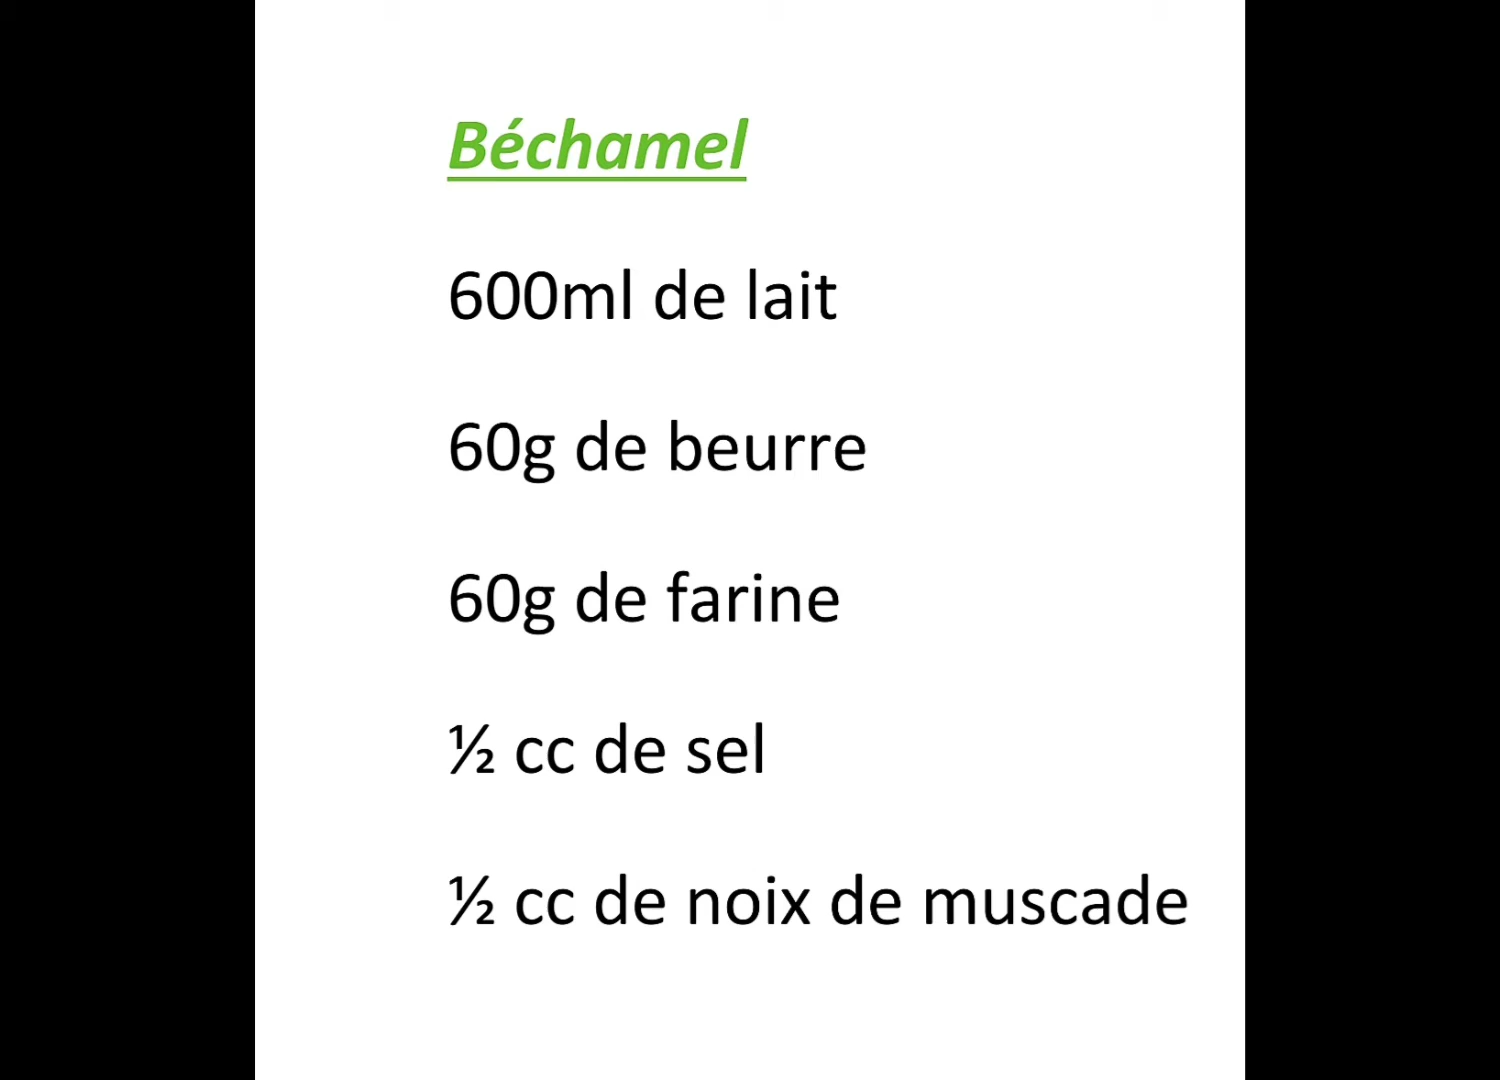 Béchamel
600ml de lait
60g de beurre
60g de farine
½ cc de sel
½ cc de noix de muscade